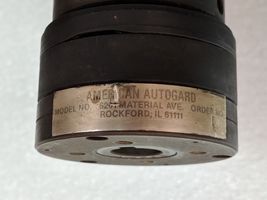 AMERICAN AUTOGARD
MODEL NO. 5261 MATERIAL AVE. ORDER NO.
ROCKFORD, IL 61111